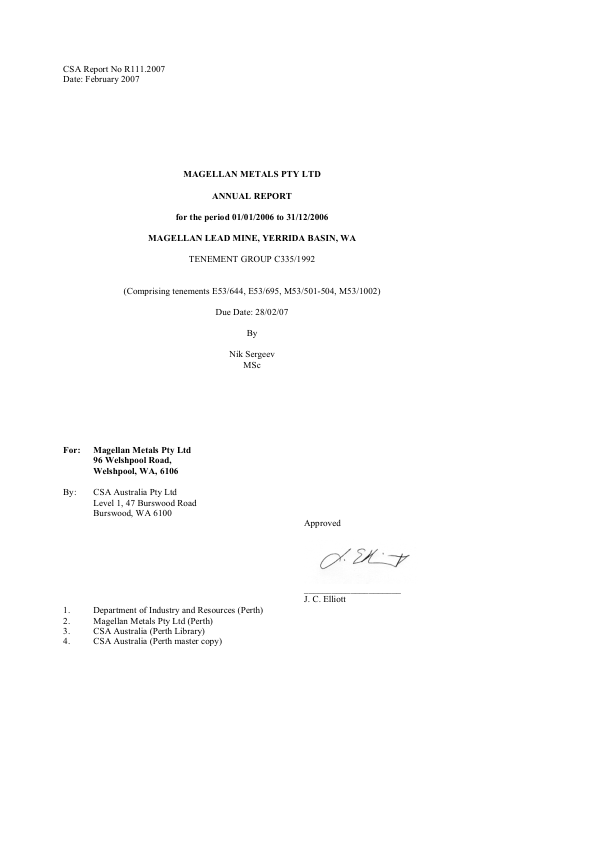 CSA Report No R111.2007
Date: February 2007
MAGELLAN METALS PTY LTD
ANNUAL REPORT
for the period 01/01/2006 to 31/12/2006
MAGELLAN LEAD MINE, YERRIDA BASIN, WA
TENEMENT GROUP C335/1992
(Comprising tenements E53/644, E53/695, M53/501-504, M53/1002)
Due Date: 28/02/07
By
Nik Sergeev
MSc
For: Magellan Metals Pty Ltd
96 Welshpool Road,
Welshpool, WA, 6106
By: CSA Australia Pty Ltd
Level 1, 47 Burswood Road
Burswood, WA 6100
Approved
J. Elliott
J. C. Elliott
1. Department of Industry and Resources (Perth)
2. Magellan Metals Pty Ltd (Perth)
3. CSA Australia (Perth Library)
4. CSA Australia (Perth master copy)